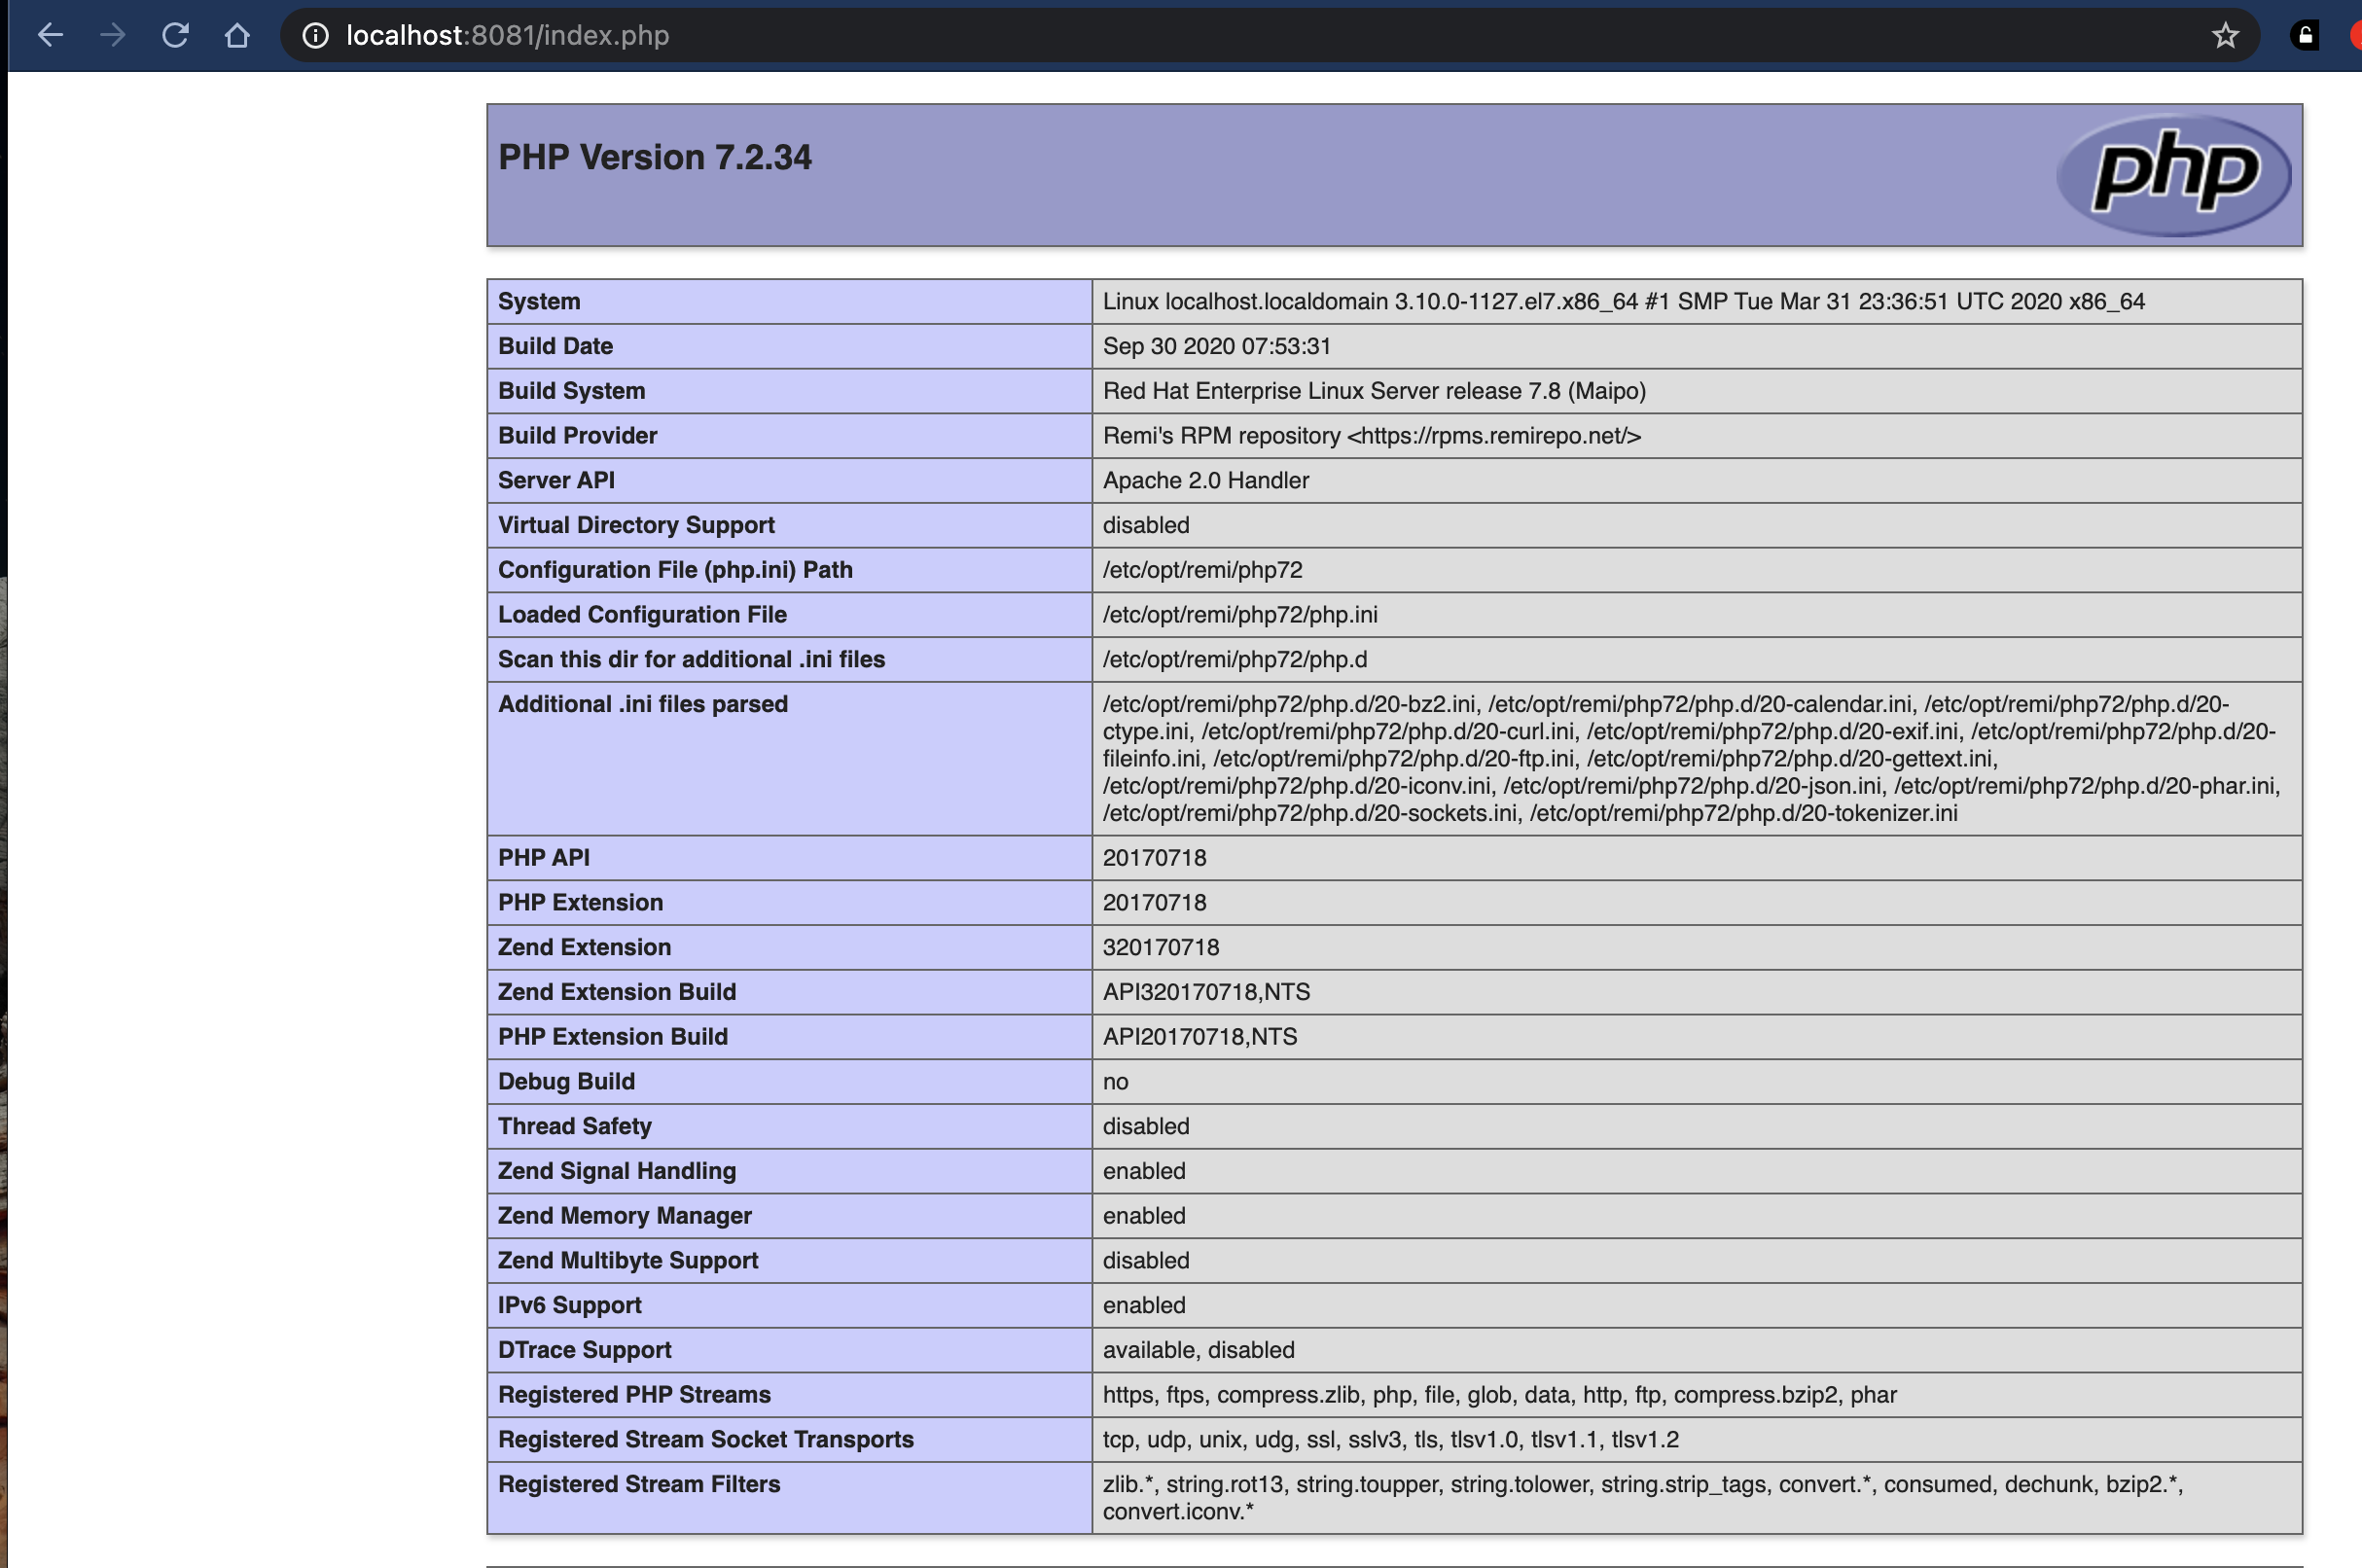 localhost:8081/index.php
PHP Version 7.2.34
php
System Linux localhost.localdomain 3.10.0-1127.el7.x86_64 #1 SMP Tue Mar 31 23:36:51 UTC 2020 x86_64
Build Date Sep 30 2020 07:53:31
Build System Red Hat Enterprise Linux Server release 7.8 (Maipo)
Build Provider Remi's RPM repository <https://rpms.remirepo.net/>
Server API Apache 2.0 Handler
Virtual Directory Support disabled
Configuration File (php.ini) Path /etc/opt/remi/php72
Loaded Configuration File /etc/opt/remi/php72/php.ini
Scan this dir for additional .ini files /etc/opt/remi/php72/php.d
Additional .ini files parsed /etc/opt/remi/php72/php.d/20-bz2.ini, /etc/opt/remi/php72/php.d/20-calendar.ini, /etc/opt/remi/php72/php.d/20-
ctype.ini, /etc/opt/remi/php72/php.d/20-curl.ini, /etc/opt/remi/php72/php.d/20-exif.ini, /etc/opt/remi/php72/php.d/20-
fileinfo.ini, /etc/opt/remi/php72/php.d/20-ftp.ini, /etc/opt/remi/php72/php.d/20-gettext.ini,
/etc/opt/remi/php72/php.d/20-iconv.ini, /etc/opt/remi/php72/php.d/20-json.ini, /etc/opt/remi/php72/php.d/20-phar.ini,
/etc/opt/remi/php72/php.d/20-sockets.ini, /etc/opt/remi/php72/php.d/20-tokenizer.ini
PHP API 20170718
PHP Extension 20170718
Zend Extension 320170718
Zend Extension Build API320170718,NTS
PHP Extension Build API20170718,NTS
Debug Build no
Thread Safety disabled
Zend Signal Handling enabled
Zend Memory Manager enabled
Zend Multibyte Support disabled
IPv6 Support enabled
DTrace Support available, disabled
Registered PHP Streams https, ftps, compress.zlib, php, file, glob, data, http, ftp, compress.bzip2, phar
Registered Stream Socket Transports tcp, udp, unix, udg, ssl, sslv3, tls, tlsv1.0, tlsv1.1, tlsv1.2
Registered Stream Filters zlib.*, string.rot13, string.toupper, string.tolower, string.strip_tags, convert.*, consumed, dechunk, bzip2.*,
convert.iconv.*